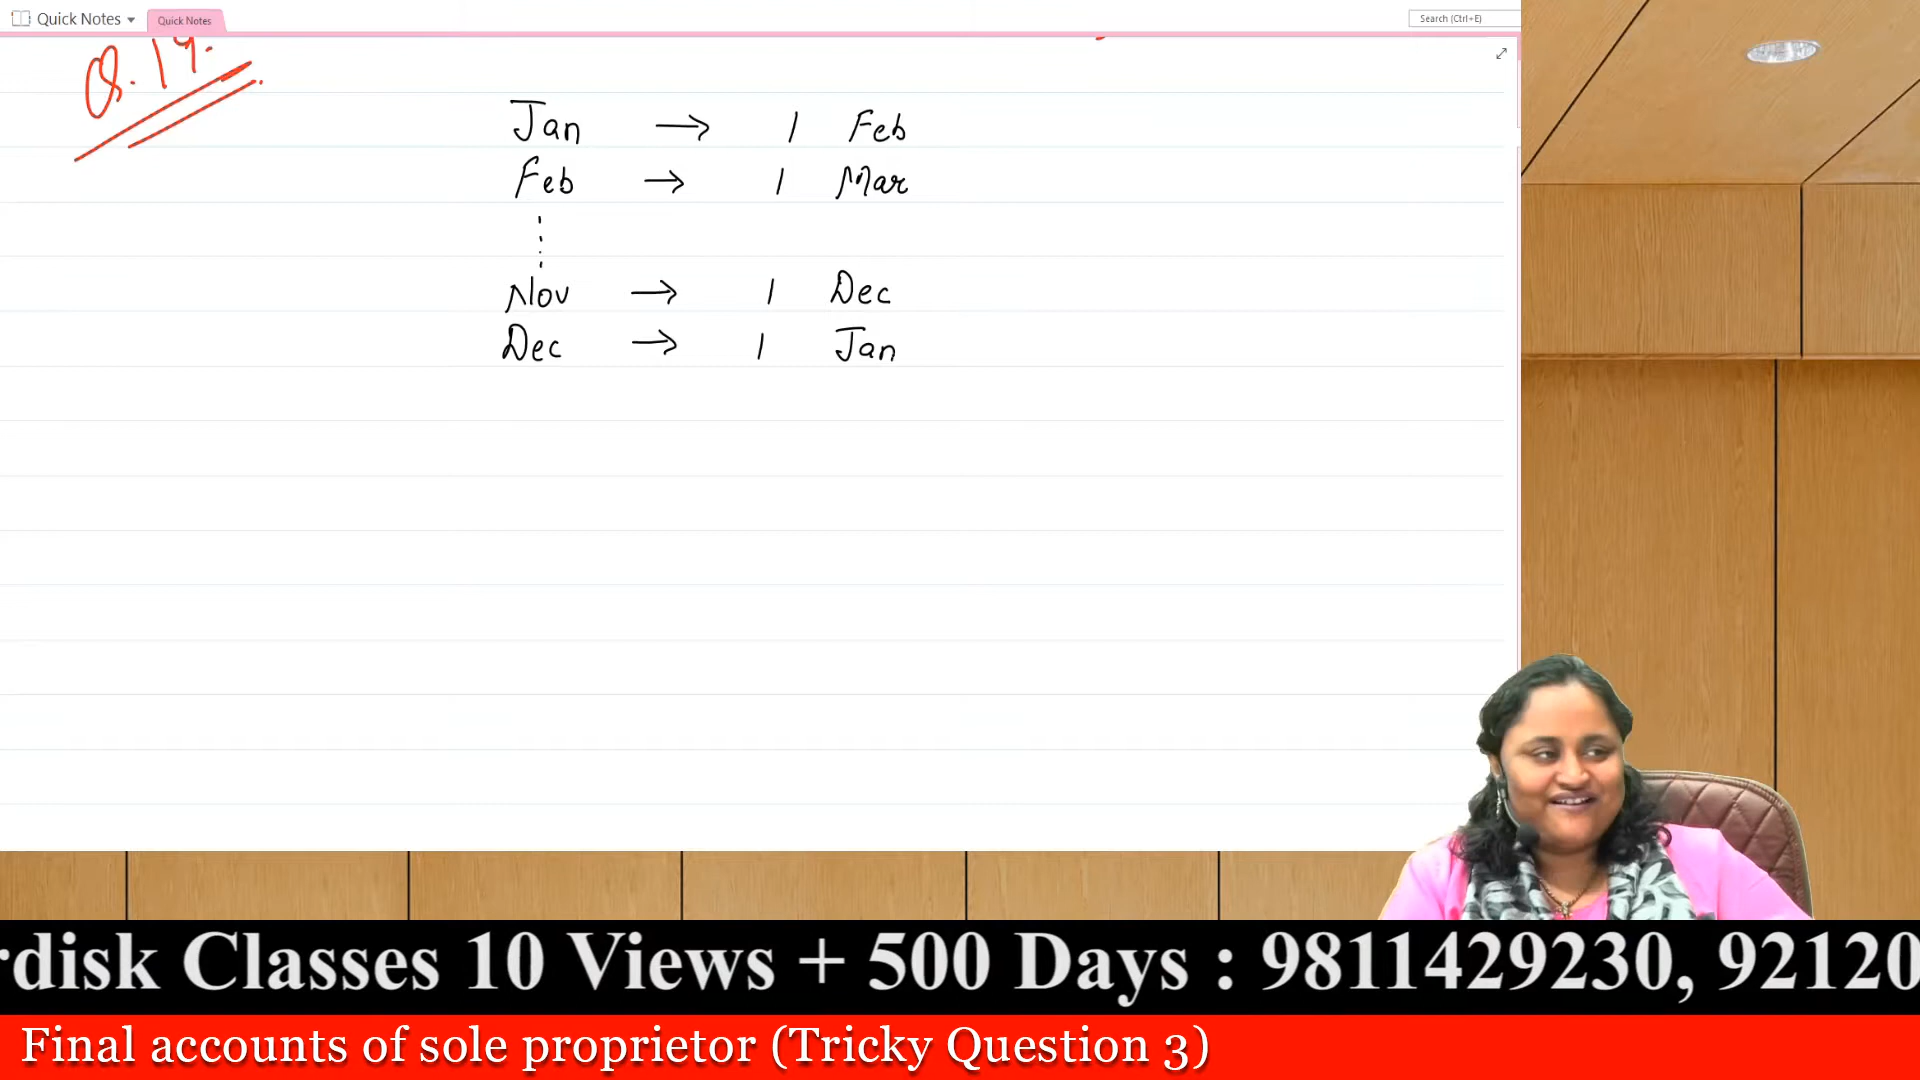 Quick Notes
Quick Notes
Search (Ctrl+E)
Q. 19.
Jan → 1 Feb
Feb → 1 Mar
Nov → 1 Dec
Dec → 1 Jan
rdisk Classes 10 Views + 500 Days : 9811429230, 92120
Final accounts of sole proprietor (Tricky Question 3)